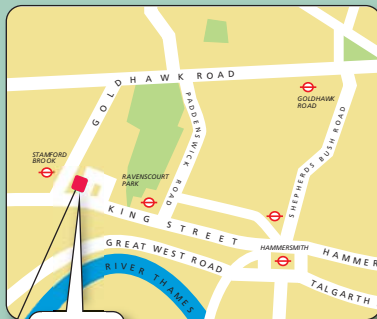 GOLDHAWK ROAD
PADDENSWICK ROAD
GOLDHAWK
ROAD
SHEPHERDS BUSH ROAD
STAMFORD
BROOK
RAVENSCOURT
PARK
KING STREET
HAMMERSMITH
HAMMER
GREAT WEST ROAD
RIVER THAMES
TALGARTH